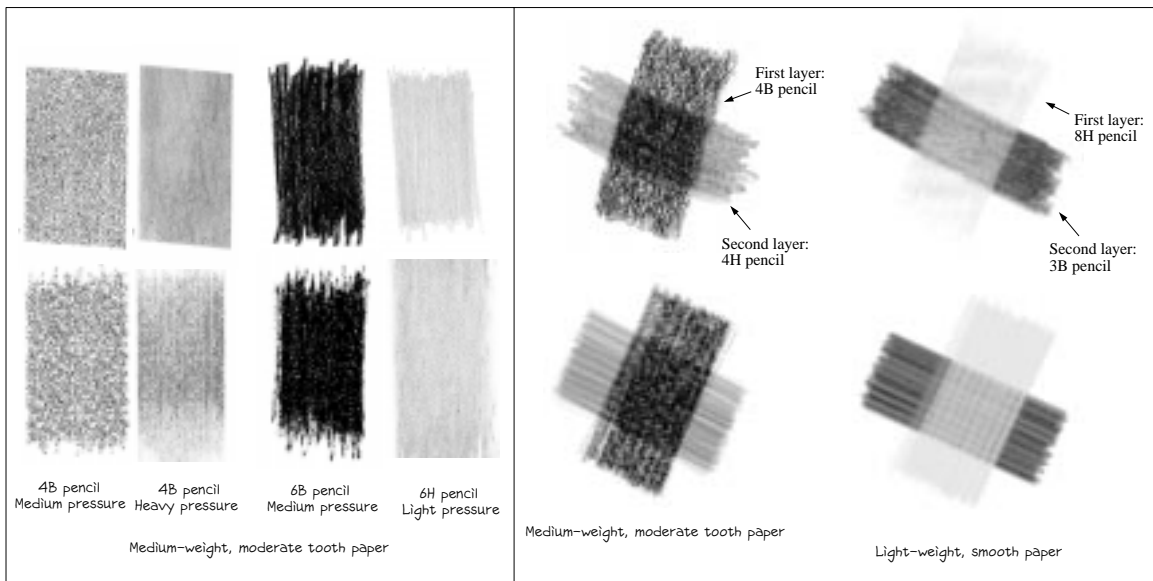 4B pencil
Medium pressure
4B pencil
Heavy pressure
6B pencil
Medium pressure
6H pencil
Light pressure
Medium-weight, moderate tooth paper
First layer:
4B pencil
Second layer:
4H pencil
First layer:
8H pencil
Second layer:
3B pencil
Medium-weight, moderate tooth paper
Light-weight, smooth paper